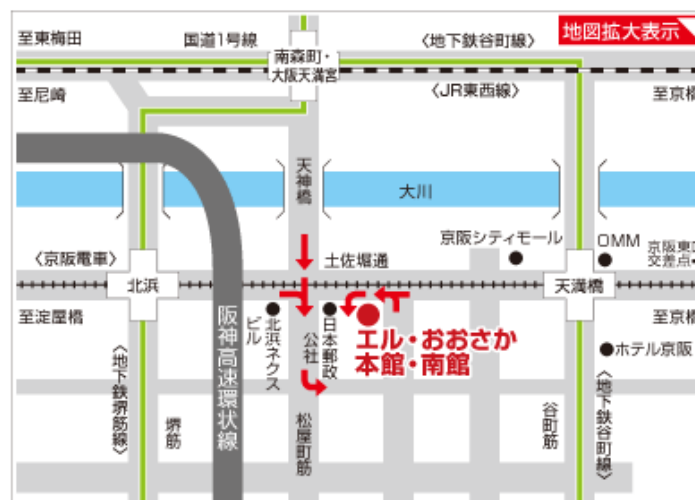 至東梅田
国道1号線
〈地下鉄谷町線〉
地図拡大表示
南森町・
大阪天満宮
至尼崎
〈JR東西線〉
至京橋
天神橋
大川
〈京阪電車〉
土佐堀通
京阪シティモール
OMM
京阪東口
交差点
北浜
天満橋
至淀屋橋
至京橋
阪神高速環状線
北浜ネクス
ビル
日本郵政
公社
エル・おおさか
本館・南館
ホテル京阪
〈地下鉄堺筋線〉
堺筋
松屋町筋
谷町筋
〈地下鉄谷町線〉